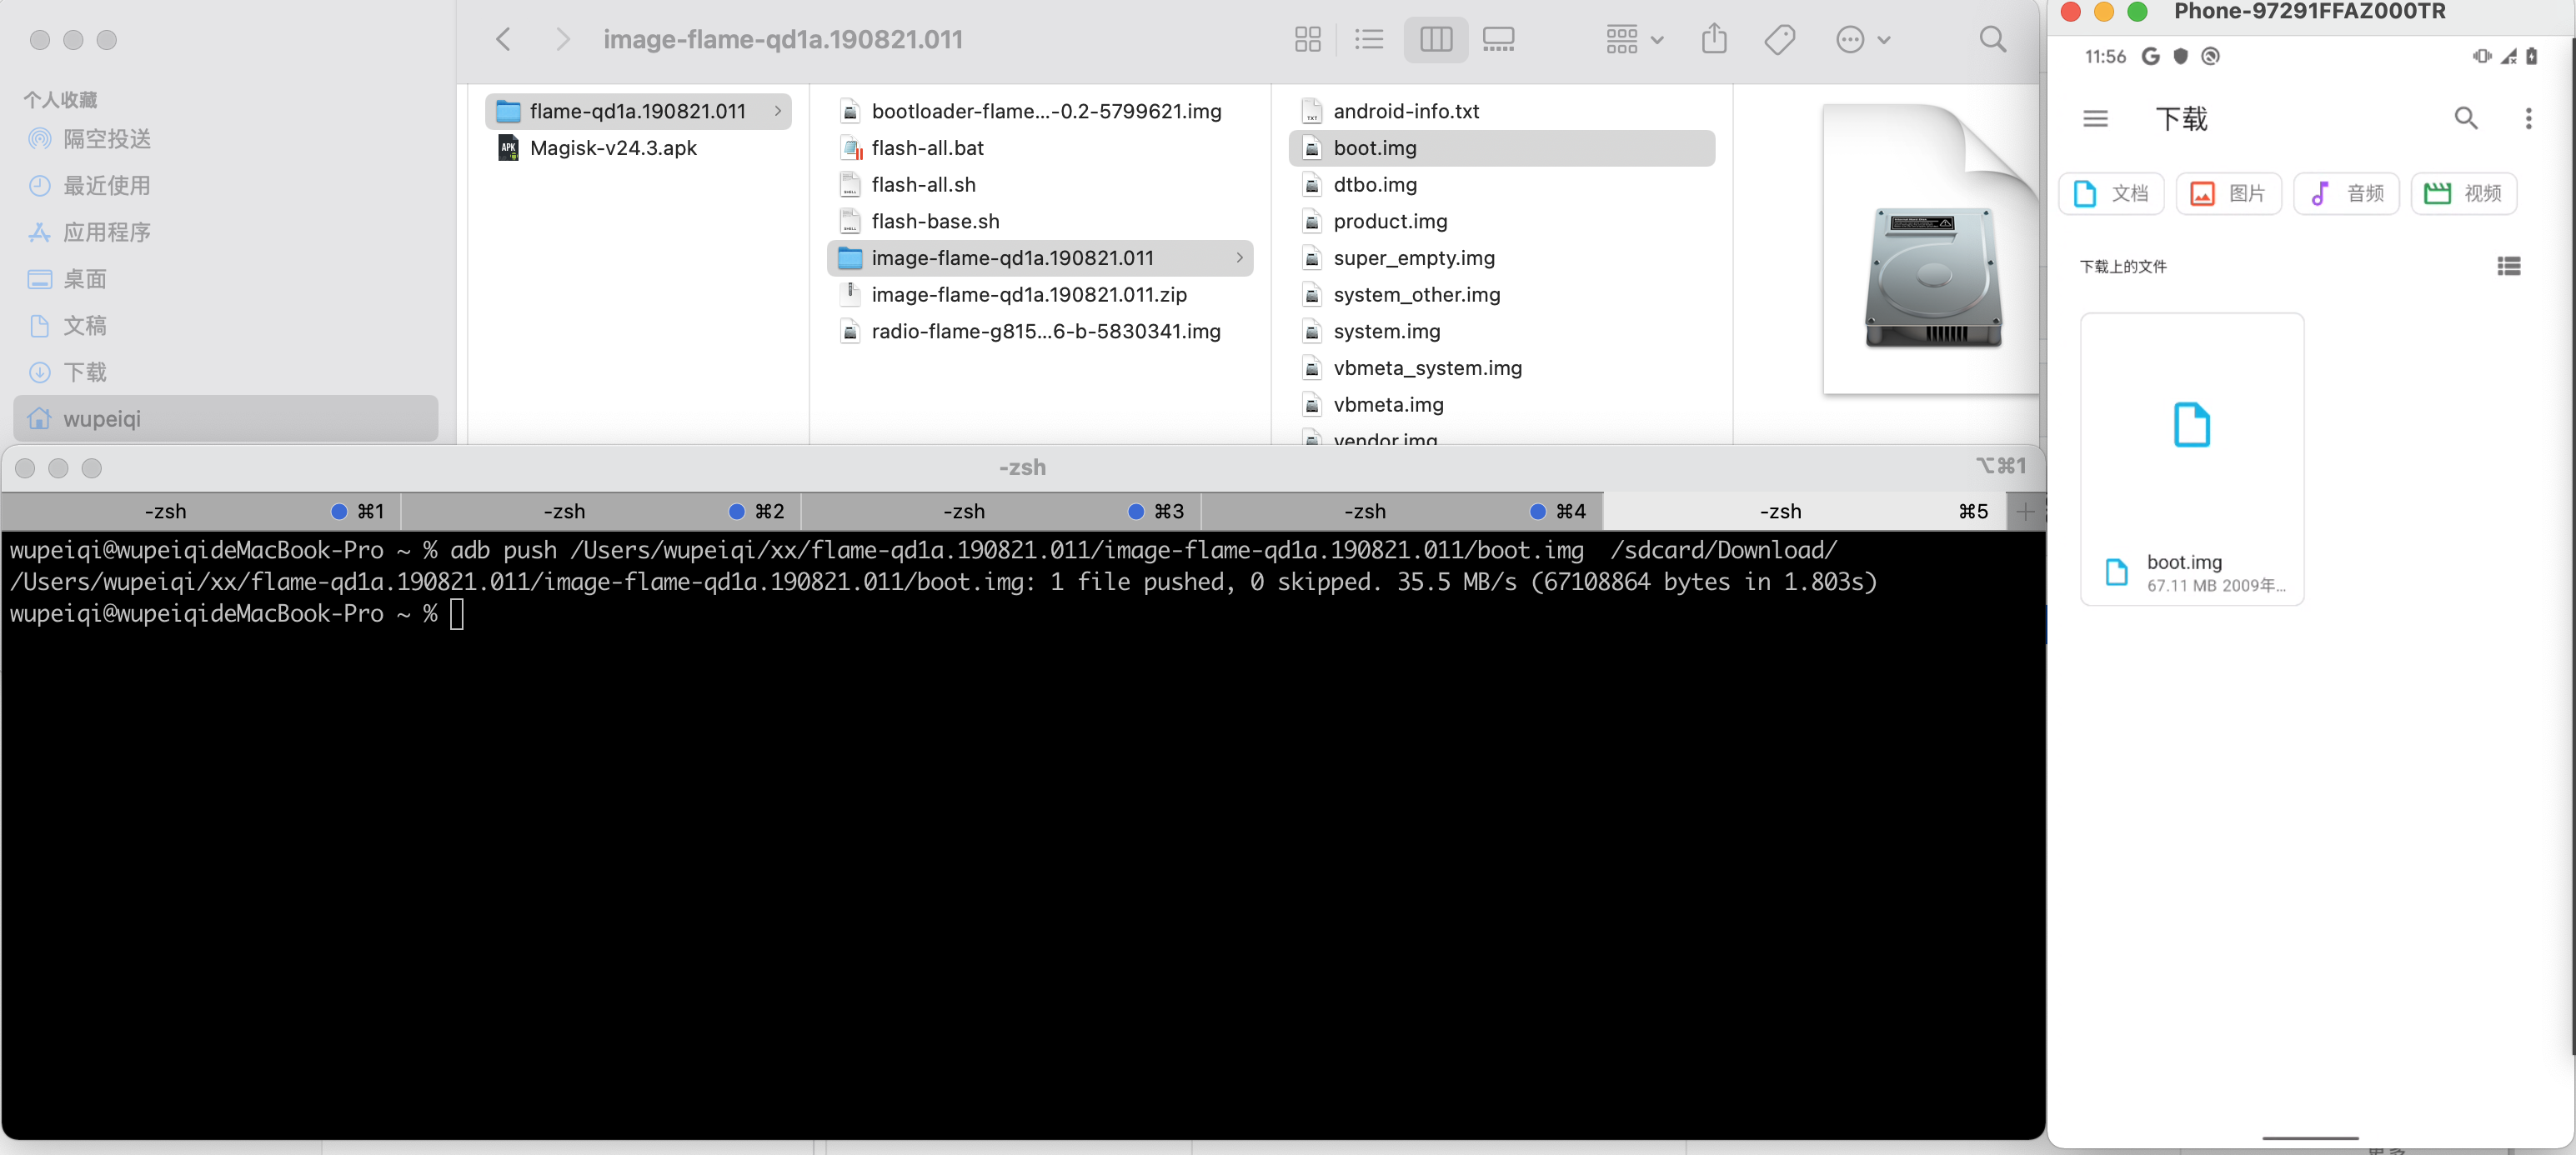 image-flame-qd1a.190821.011
个人收藏
隔空投送
最近使用
应用程序
桌面
文稿
下载
wupeiqi
flame-qd1a.190821.011
Magisk-v24.3.apk
bootloader-flame...-0.2-5799621.img
flash-all.bat
flash-all.sh
flash-base.sh
image-flame-qd1a.190821.011
image-flame-qd1a.190821.011.zip
radio-flame-g815...6-b-5830341.img
android-info.txt
boot.img
dtbo.img
product.img
super_empty.img
system_other.img
system.img
vbmeta_system.img
vbmeta.img
vendor.img
-zsh
⌥⌘1
-zsh ⌘1
-zsh ⌘2
-zsh ⌘3
-zsh ⌘4
-zsh ⌘5
wupeiqi@wupeiqideMacBook-Pro ~ % adb push /Users/wupeiqi/xx/flame-qd1a.190821.011/image-flame-qd1a.190821.011/boot.img  /sdcard/Download/
/Users/wupeiqi/xx/flame-qd1a.190821.011/image-flame-qd1a.190821.011/boot.img: 1 file pushed, 0 skipped. 35.5 MB/s (67108864 bytes in 1.803s)
wupeiqi@wupeiqideMacBook-Pro ~ %
Phone-97291FFAZ000TR
11:56
下载
文档
图片
音频
视频
下载上的文件
boot.img
67.11 MB 2009年...